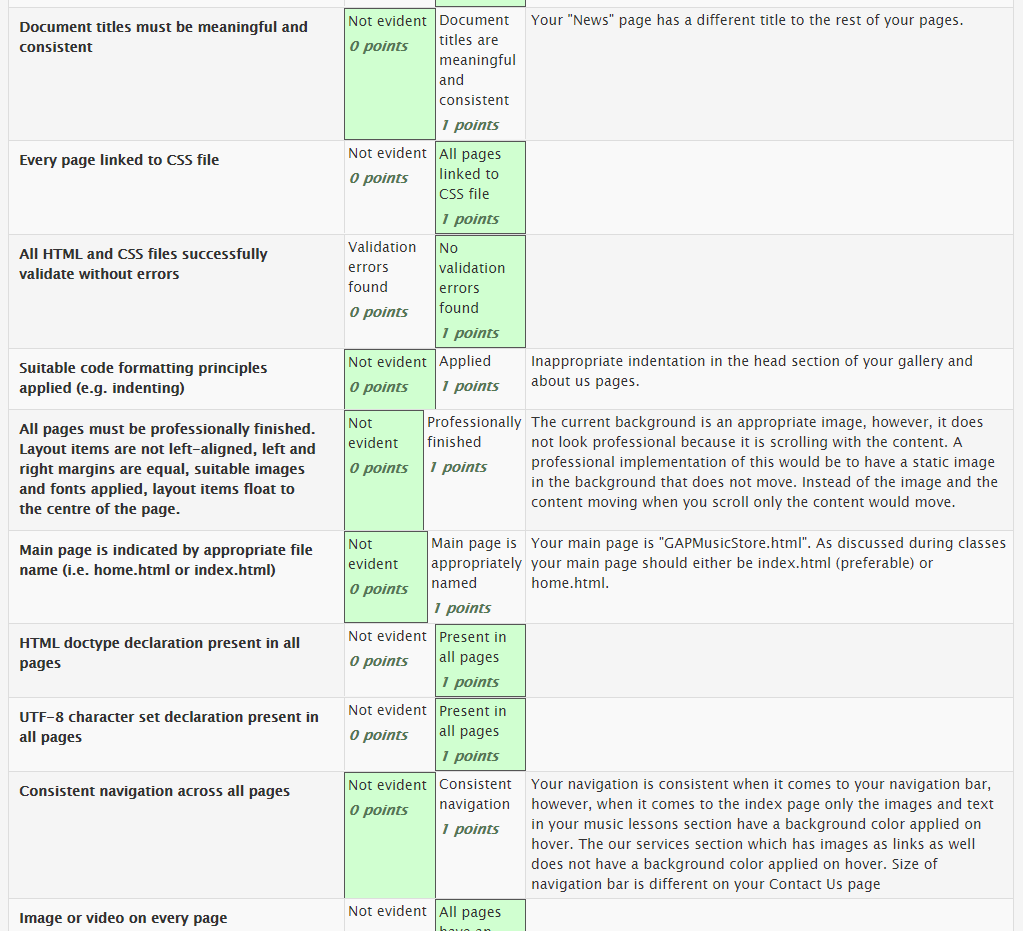 Document titles must be meaningful and
consistent
Not evident
0 points
Document
titles are
meaningful
and
consistent
1 points
Your "News" page has a different title to the rest of your pages.
Every page linked to CSS file
Not evident
0 points
All pages
linked to
CSS file
1 points
All HTML and CSS files successfully
validate without errors
Validation
errors
found
0 points
No
validation
errors
found
1 points
Suitable code formatting principles
applied (e.g. indenting)
Not evident
0 points
Applied
1 points
Inappropriate indentation in the head section of your gallery and
about us pages.
All pages must be professionally finished.
Layout items are not left-aligned, left and
right margins are equal, suitable images
and fonts applied, layout items float to
the centre of the page.
Not
evident
0 points
Professionally
finished
1 points
The current background is an appropriate image, however, it does
not look professional because it is scrolling with the content. A
professional implementation of this would be to have a static image
in the background that does not move. Instead of the image and the
content moving when you scroll only the content would move.
Main page is indicated by appropriate file
name (i.e. home.html or index.html)
Not
evident
0 points
Main page is
appropriately
named
1 points
Your main page is "GAPMusicStore.html". As discussed during classes
your main page should either be index.html (preferable) or
home.html.
HTML doctype declaration present in all
pages
Not evident
0 points
Present in
all pages
1 points
UTF-8 character set declaration present in
all pages
Not evident
0 points
Present in
all pages
1 points
Consistent navigation across all pages
Not evident
0 points
Consistent
navigation
1 points
Your navigation is consistent when it comes to your navigation bar,
however, when it comes to the index page only the images and text
in your music lessons section have a background color applied on
hover. The our services section which has images as links as well
does not have a background color applied on hover. Size of
navigation bar is different on your Contact Us page
Image or video on every page
Not evident
All pages